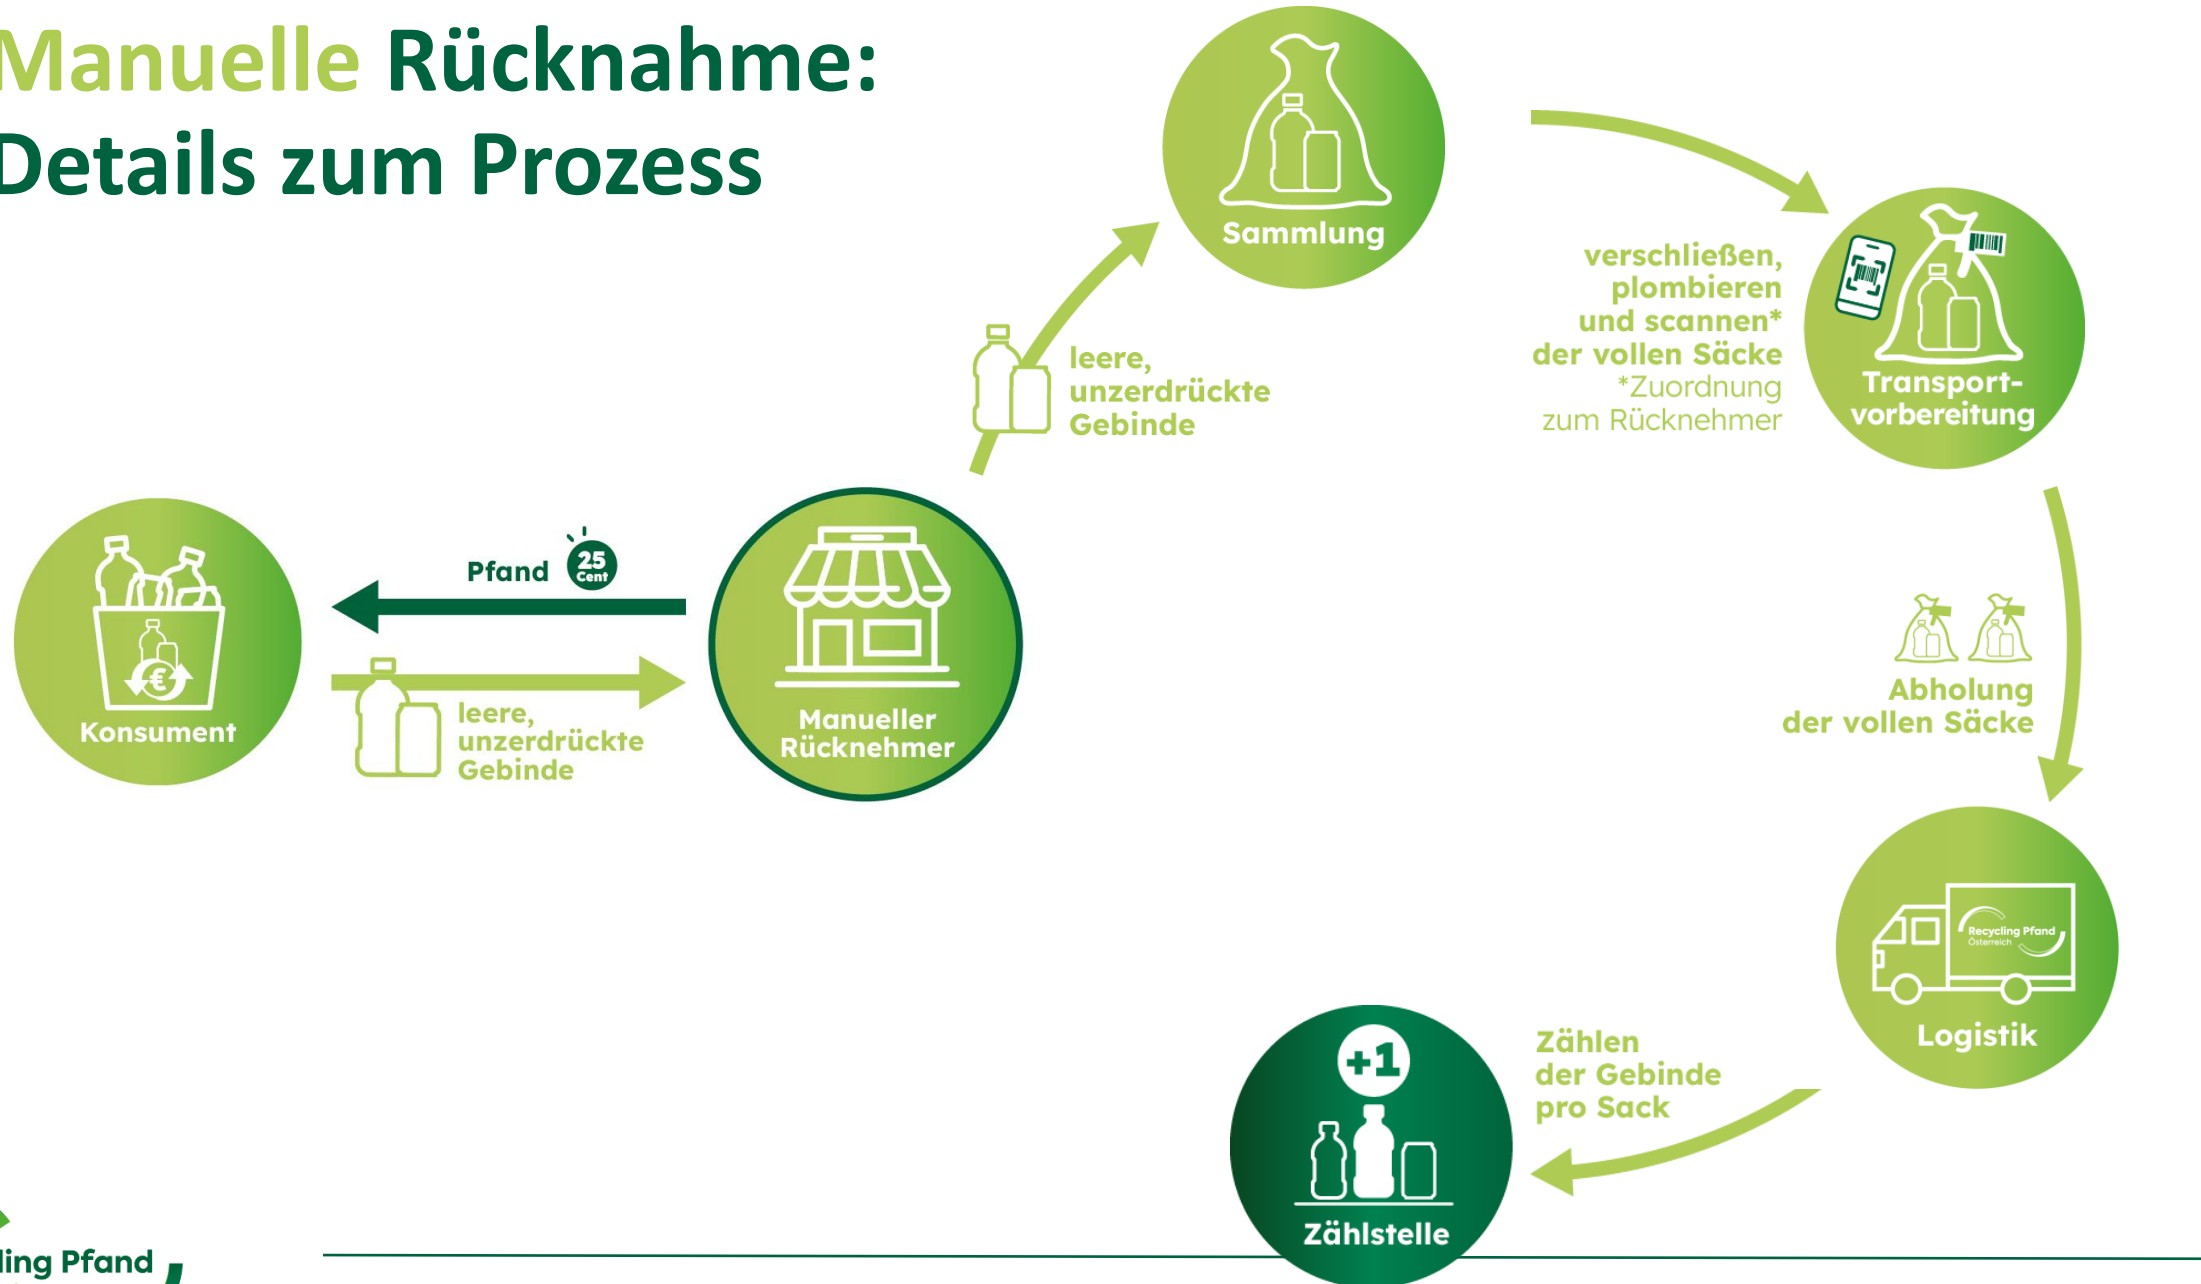 Manuelle Rücknahme:
Details zum Prozess
Sammlung
verschließen,
plombieren
und scannen*
der vollen Säcke
*Zuordnung
zum Rücknehmer
Transport-
vorbereitung
leere,
unzerdrückte
Gebinde
Pfand 25
Cent
Konsument
leere,
unzerdrückte
Gebinde
Manueller
Rücknehmer
Abholung
der vollen Säcke
Recycling Pfand
Österreich
Logistik
Zählen
der Gebinde
pro Sack
+1
Zählstelle
ling Pfand